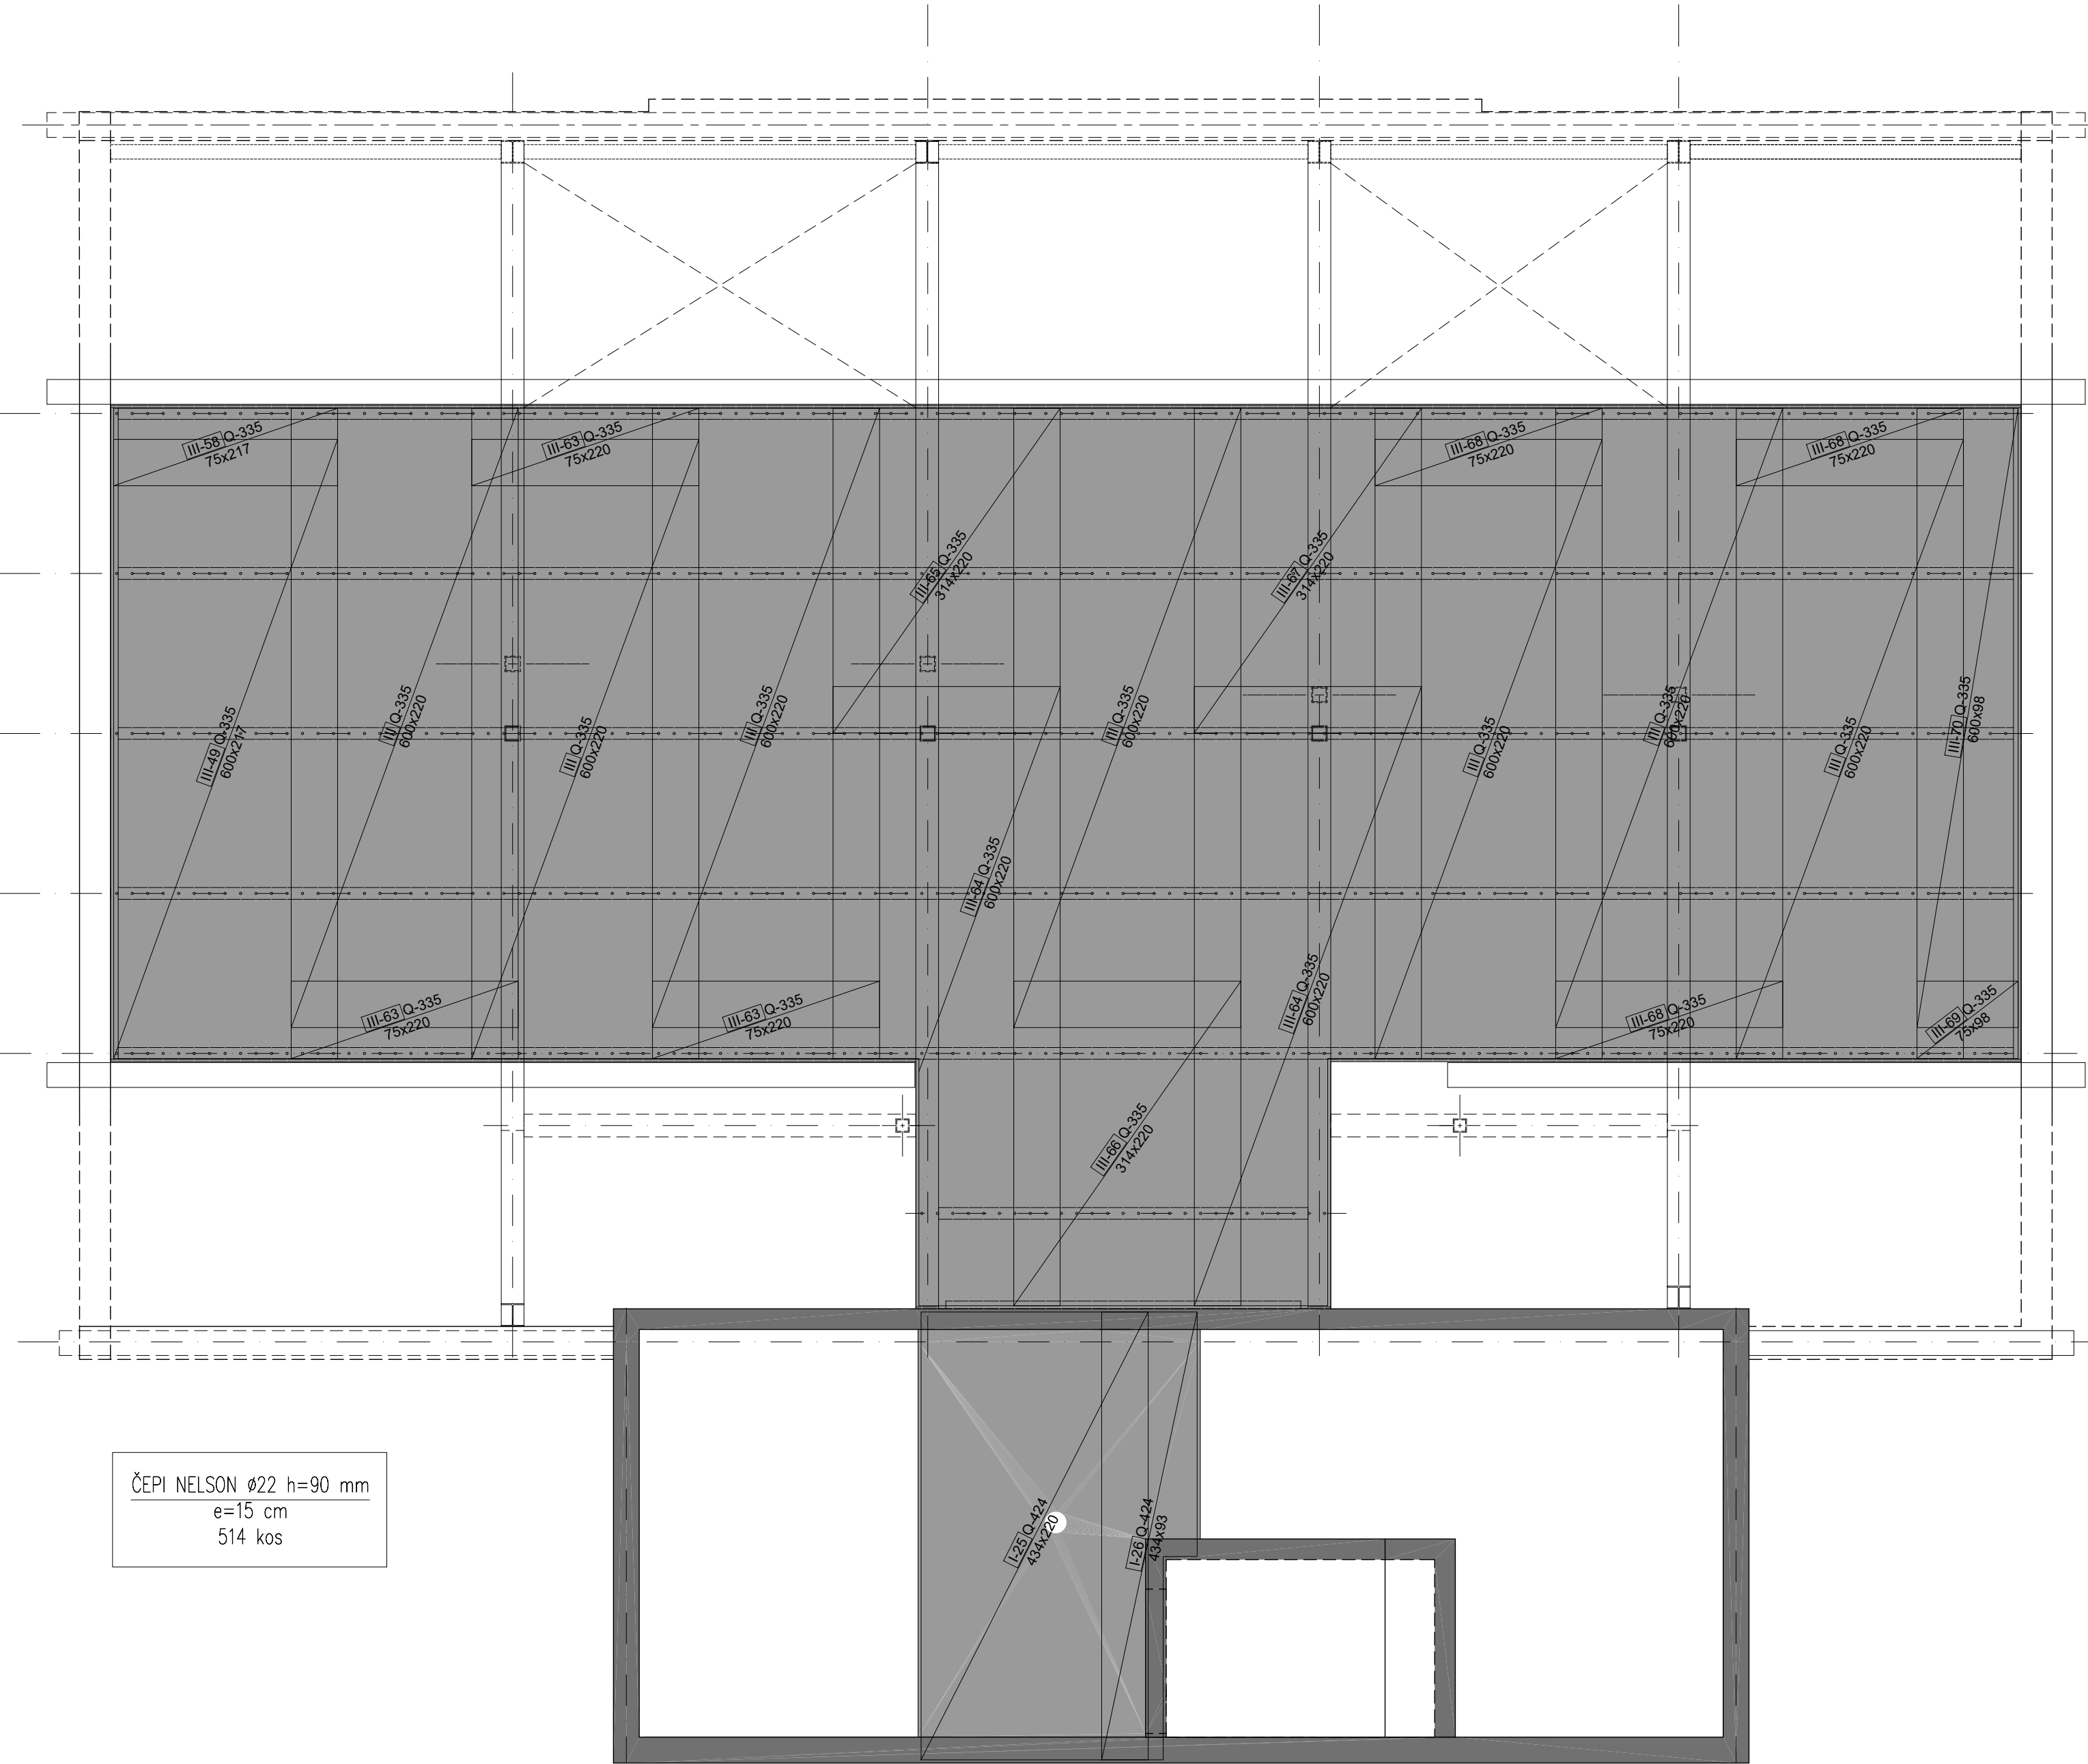 III-58 Q-335
75x217
III-63 Q-335
75x220
III-68 Q-335
75x220
III-68 Q-335
75x220
III-65 Q-335
314x220
III-67 Q-335
314x220
III-49 Q-335
600x217
III Q-335
600x220
III Q-335
600x220
III Q-335
600x220
III Q-335
600x220
III Q-335
600x220
III Q-335
600x220
III Q-335
600x220
III-70 Q-335
600x98
III-64 Q-335
600x220
III-64 Q-335
600x220
III-63 Q-335
75x220
III-63 Q-335
75x220
III-68 Q-335
75x220
III-69 Q-335
75x98
III-66 Q-335
314x220
ČEPI NELSON ø22 h=90 mm
e=15 cm
514 kos
I-25 Q-424
434x220
I-26 Q-424
434x93